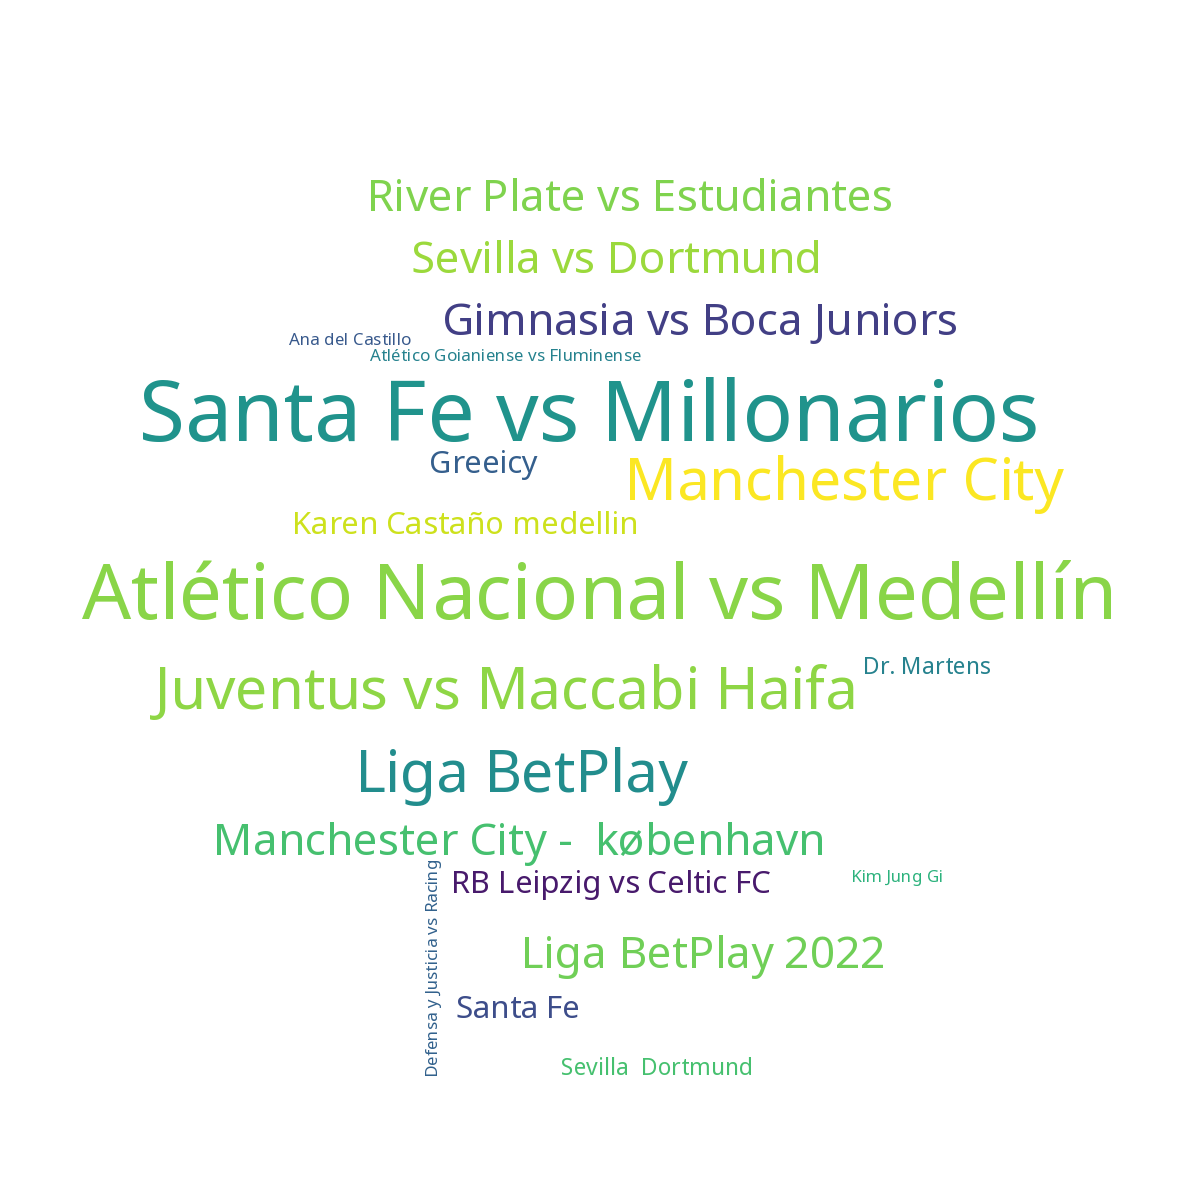 River Plate vs Estudiantes
Sevilla vs Dortmund
Gimnasia vs Boca Juniors
Ana del Castillo
Atlético Goianiense vs Fluminense
Santa Fe vs Millonarios
Greeicy
Manchester City
Karen Castaño medellin
Atlético Nacional vs Medellín
Dr. Martens
Juventus vs Maccabi Haifa
Liga BetPlay
Manchester City -  københavn
RB Leipzig vs Celtic FC
Kim Jung Gi
Defensa y Justicia vs Racing
Liga BetPlay 2022
Santa Fe
Sevilla  Dortmund